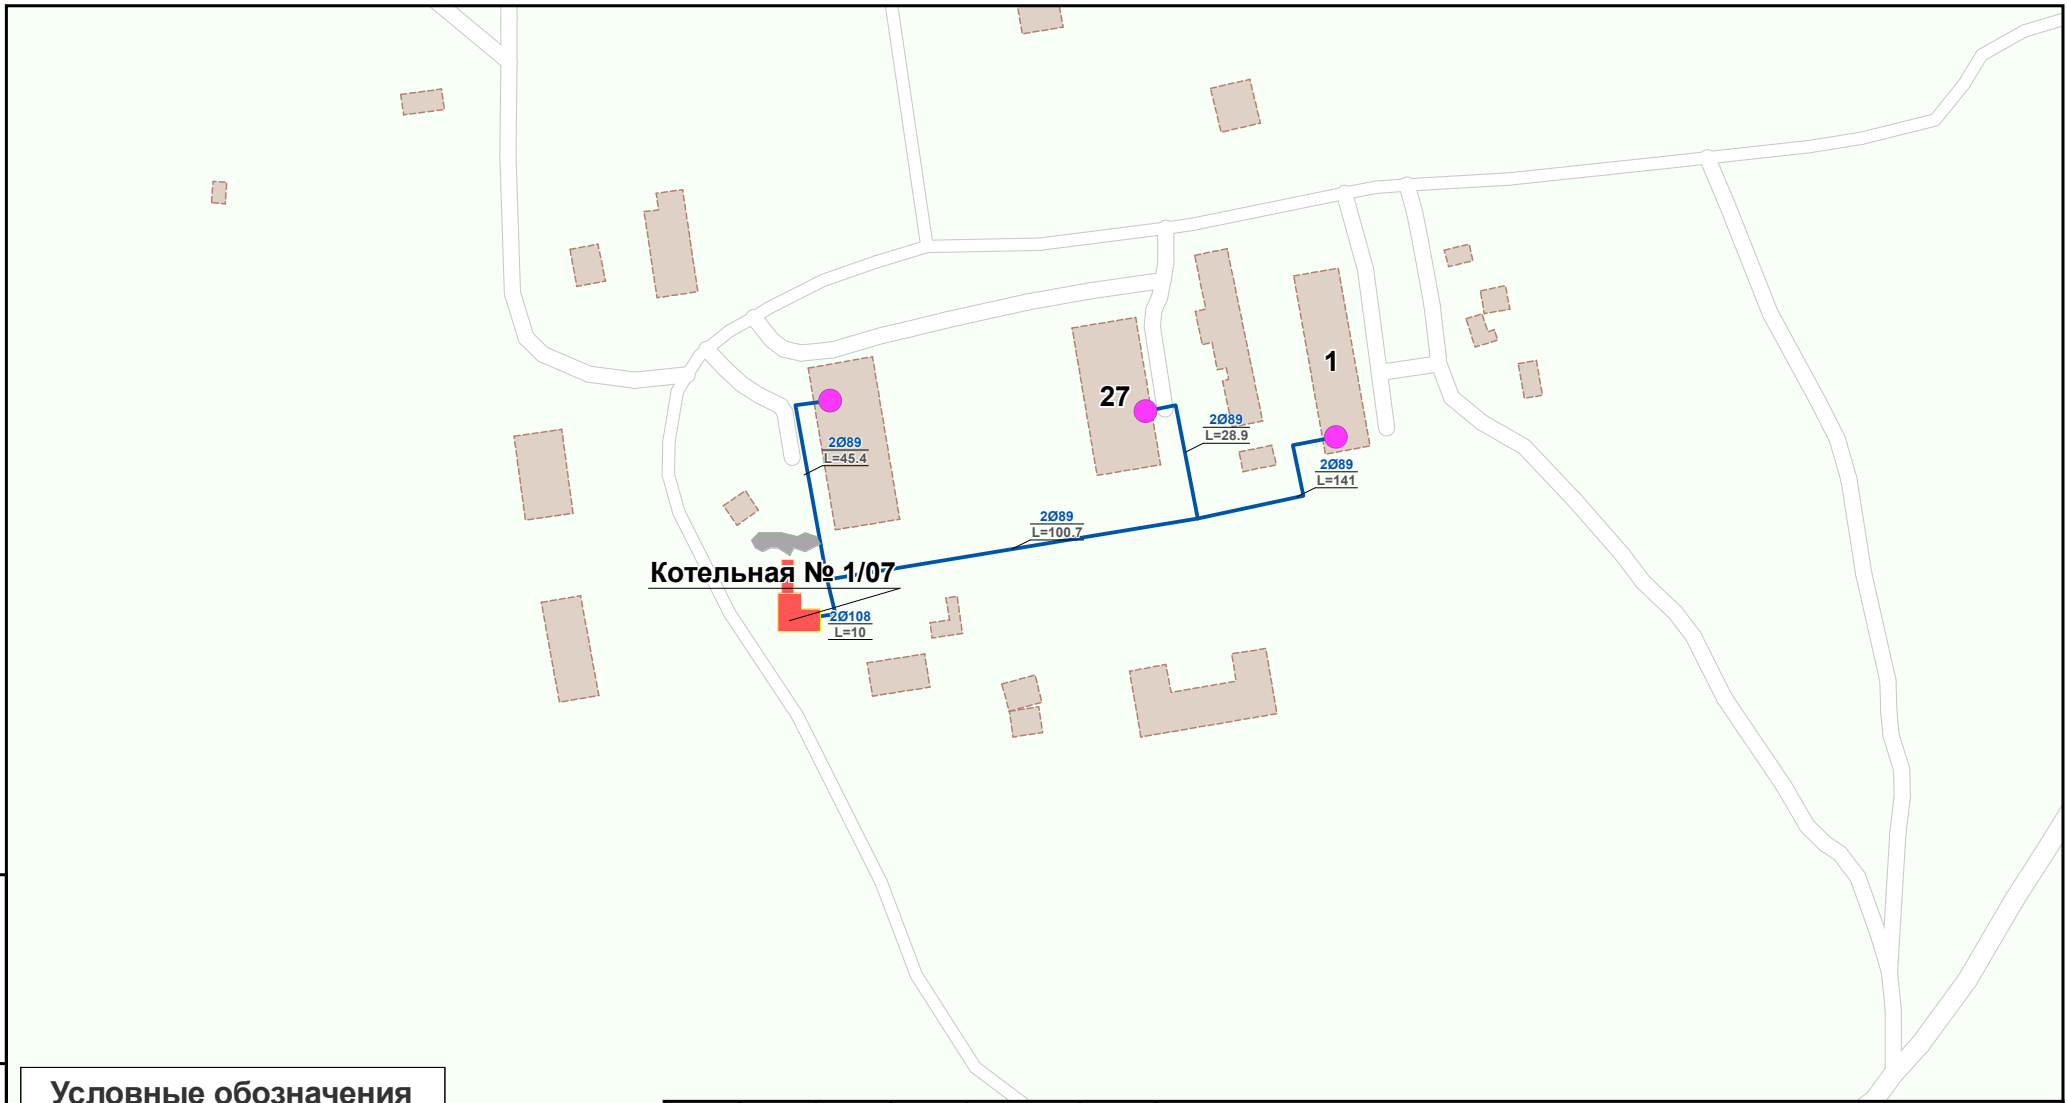 1
27
2Ø89
L=28.9
2Ø89
L=45.4
2Ø89
L=141
2Ø89
L=100.7
Котельная № 1/07
2Ø108
L=10
Условные обозначения